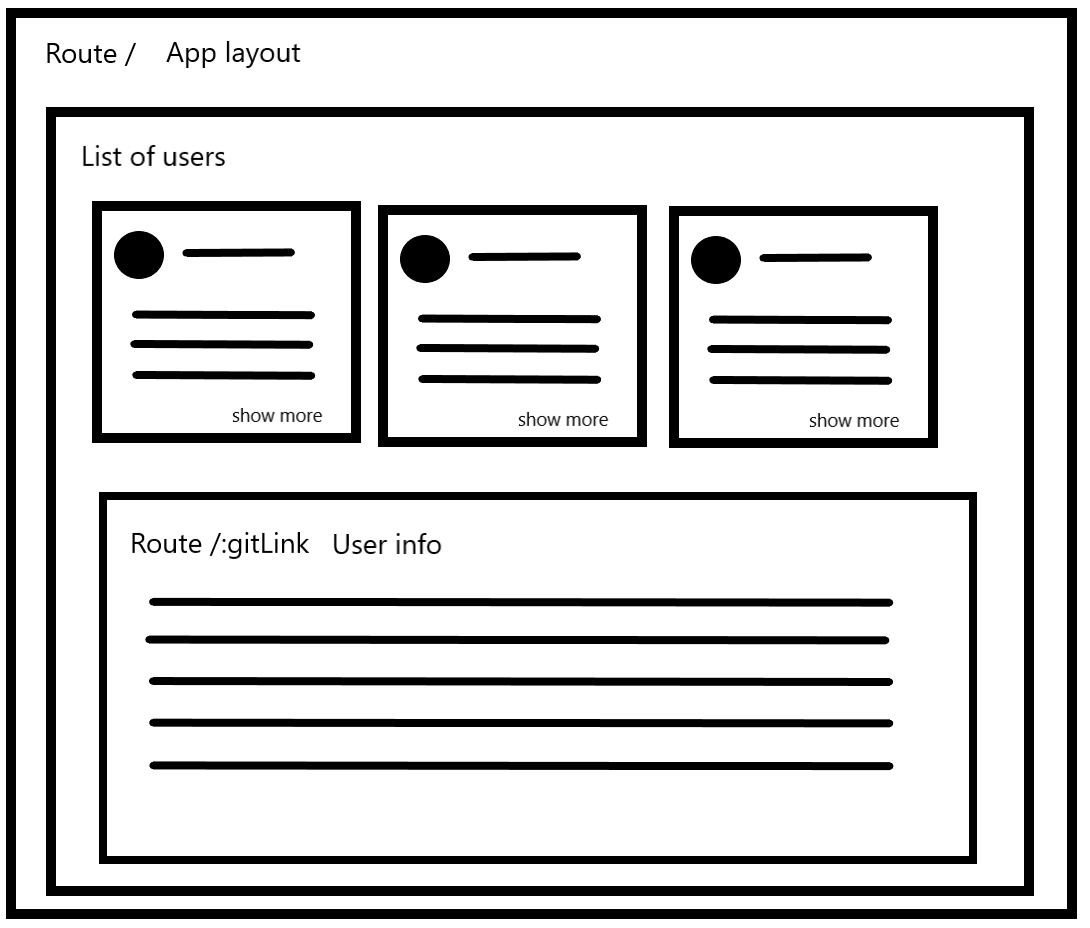 Route / App layout
List of users
show more
show more
show more
Route /:gitLink User info